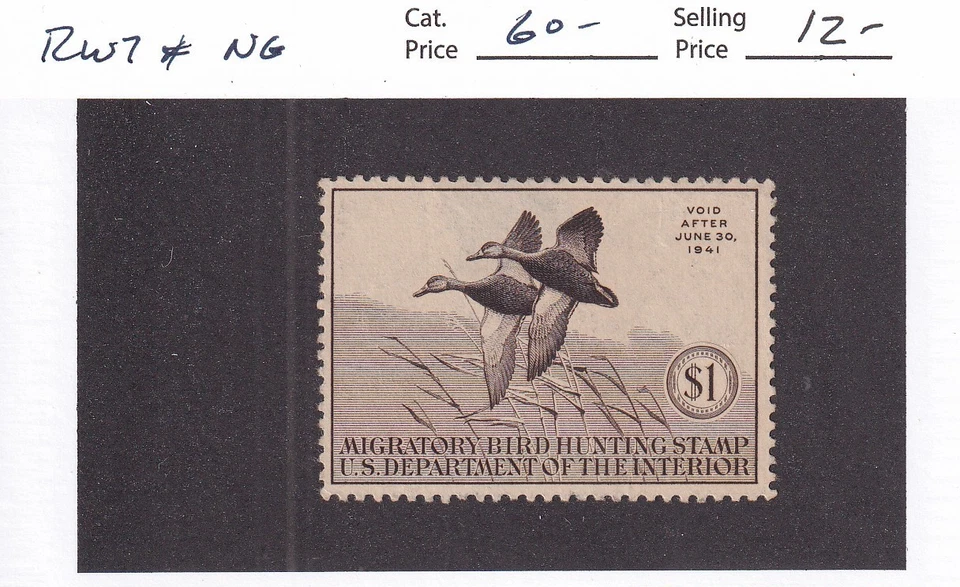 RW7 * NG Cat. Price 60- Selling Price 12-
VOID
AFTER
JUNE 30,
1941
$1
MIGRATORY BIRD HUNTING STAMP
U.S. DEPARTMENT OF THE INTERIOR